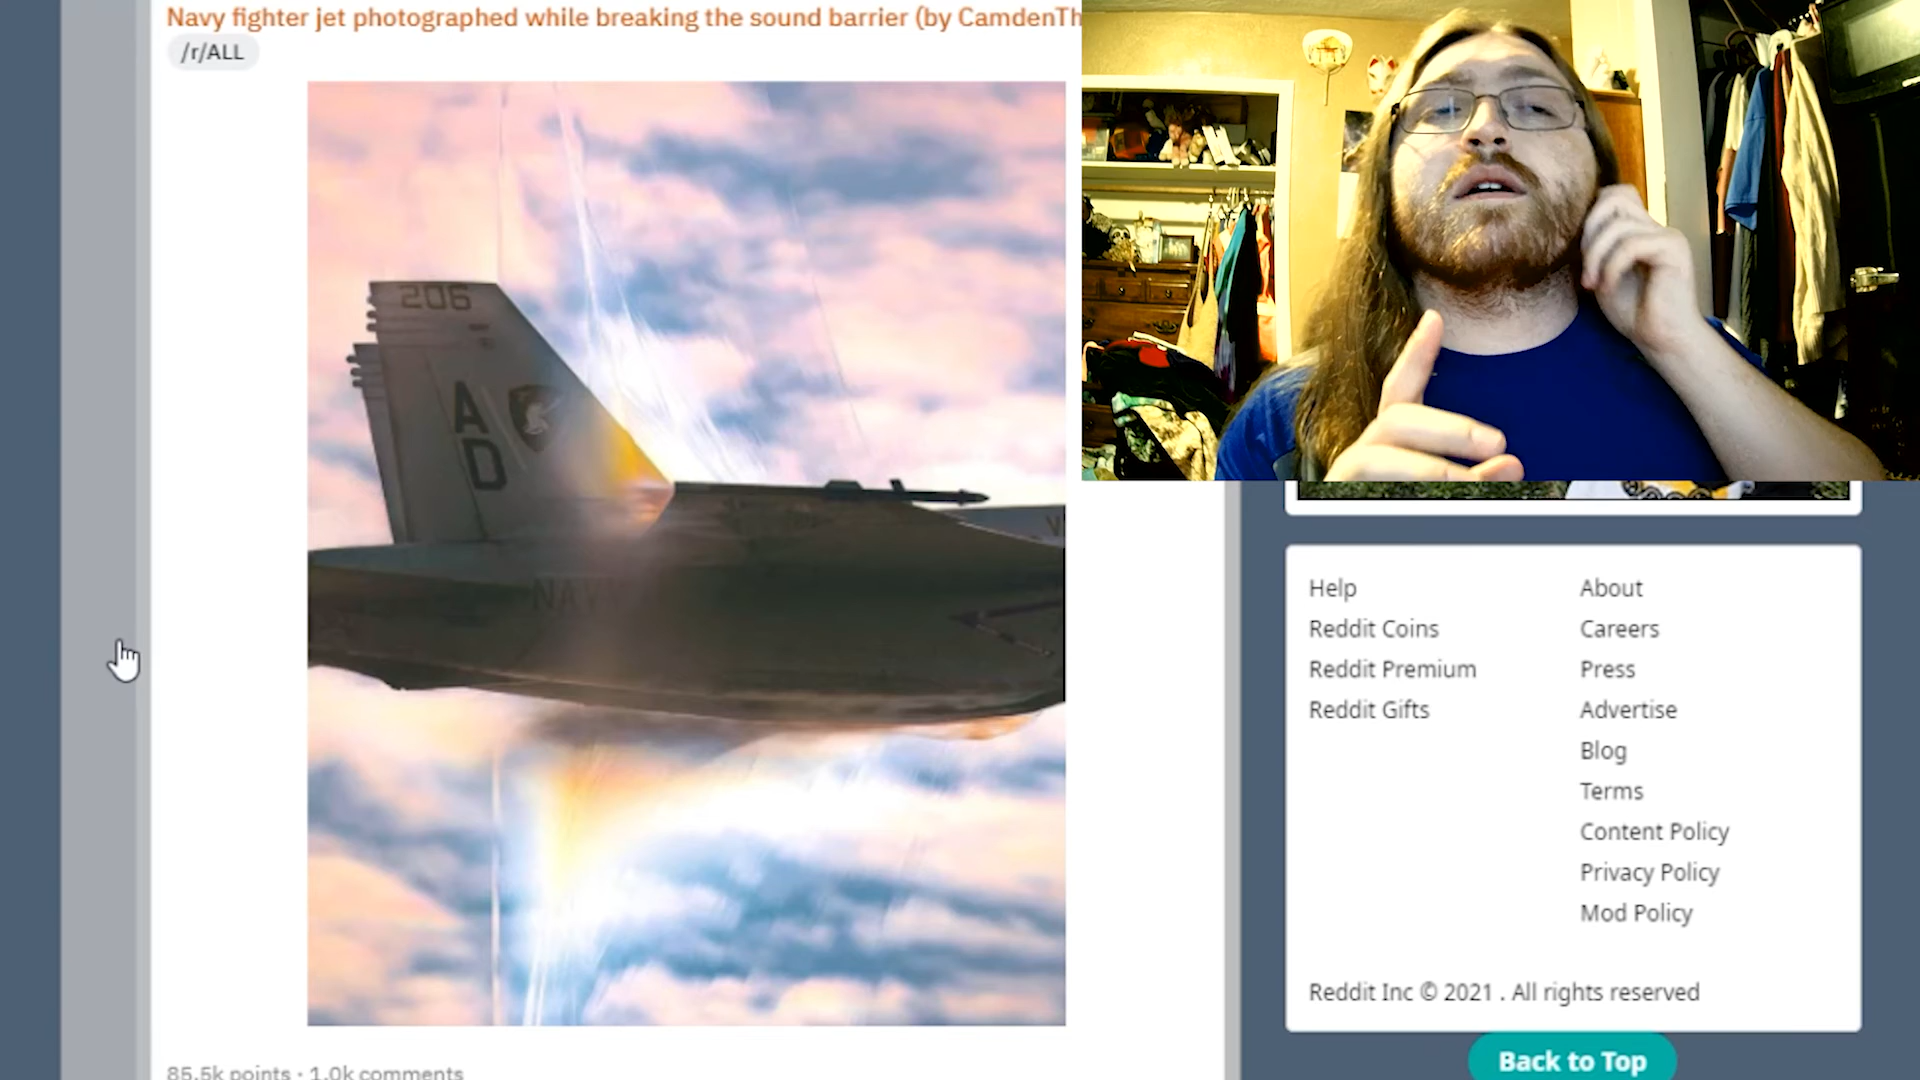 Navy fighter jet photographed while breaking the sound barrier (by CamdenTh
/r/ALL
206
A
D
NAVY
Help
About
Reddit Coins
Careers
Reddit Premium
Press
Reddit Gifts
Advertise
Blog
Terms
Content Policy
Privacy Policy
Mod Policy
Reddit Inc © 2021 . All rights reserved
Back to Top
85.5k points · 1.0k comments